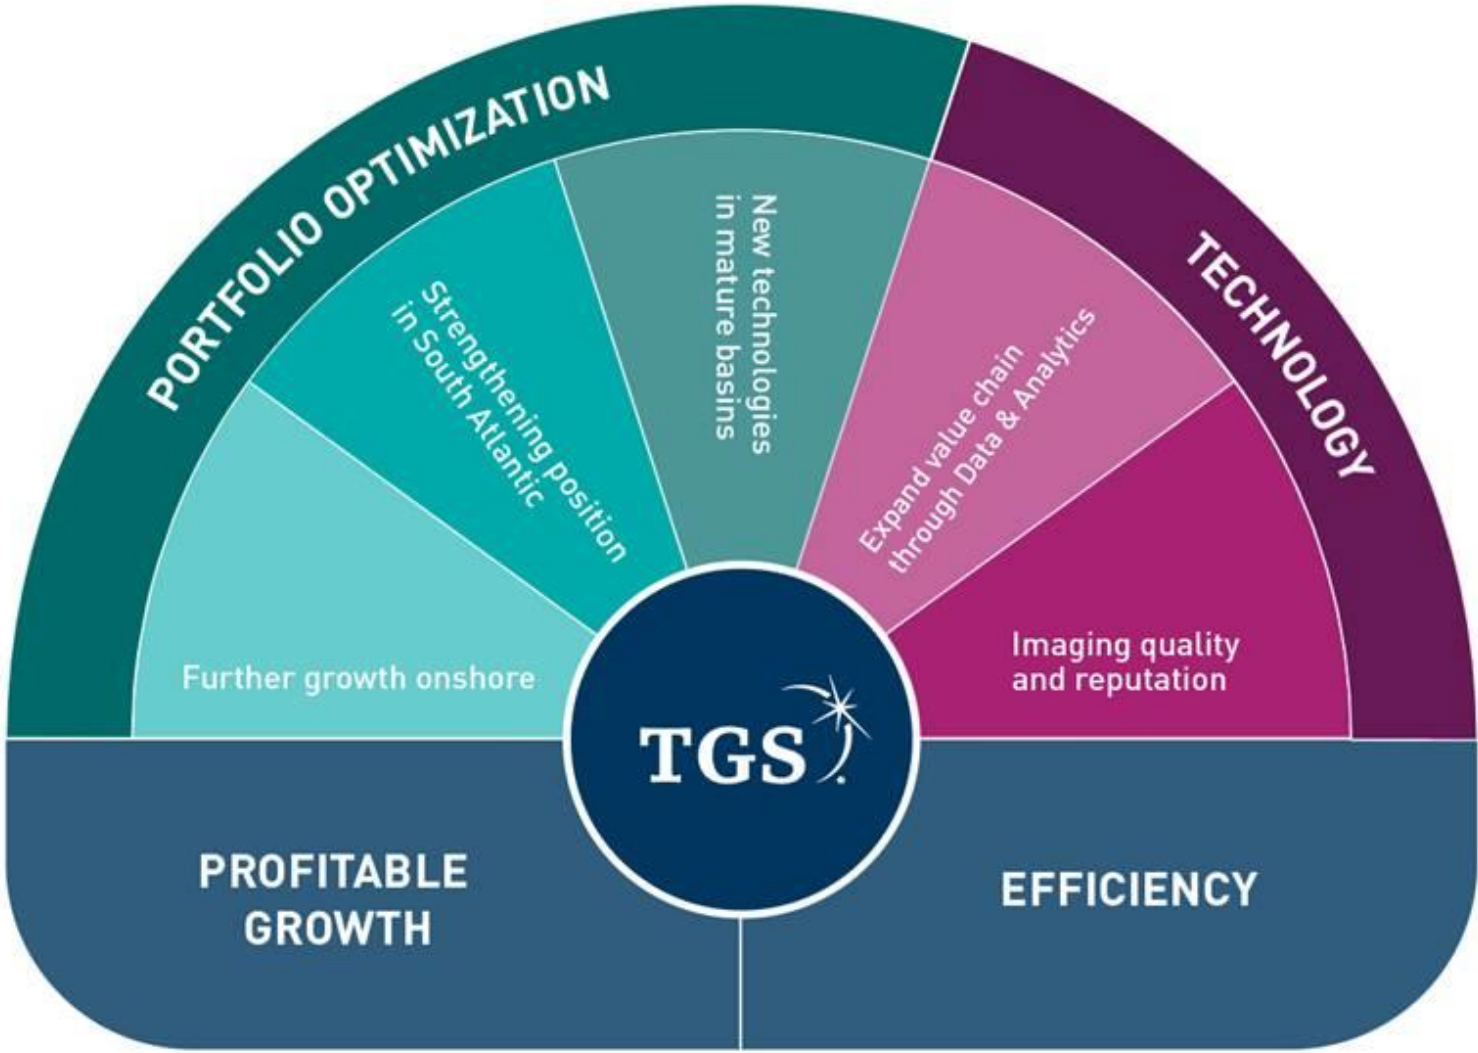 PORTFOLIO OPTIMIZATION
TECHNOLOGY
Further growth onshore
Strengthening position
in South Atlantic
New technologies
in mature basins
Expand value chain
through Data & Analytics
Imaging quality
and reputation
TGS
PROFITABLE
GROWTH
EFFICIENCY